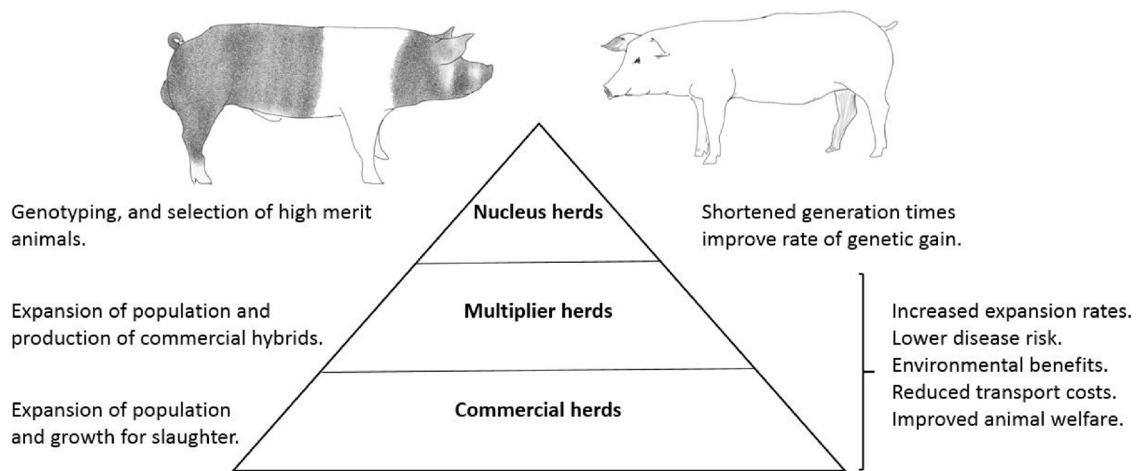 Genotyping, and selection of high merit
animals.
Nucleus herds
Shortened generation times
improve rate of genetic gain.
Expansion of population and
production of commercial hybrids.
Multiplier herds
Expansion of population
and growth for slaughter.
Commercial herds
Increased expansion rates.
Lower disease risk.
Environmental benefits.
Reduced transport costs.
Improved animal welfare.